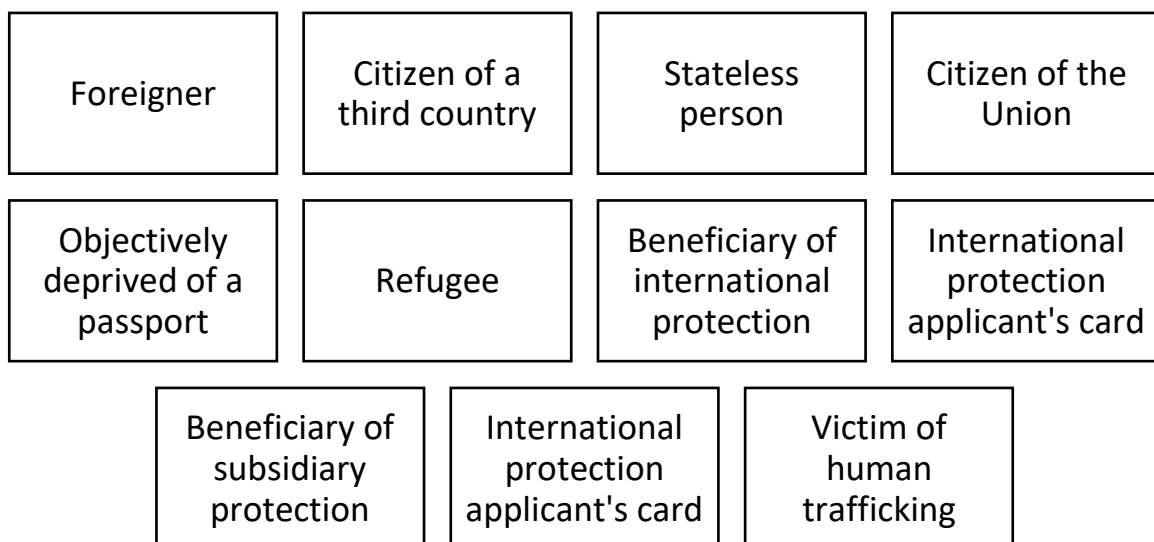 Foreigner
Citizen of a
third country
Stateless
person
Citizen of the
Union
Objectively
deprived of a
passport
Refugee
Beneficiary of
international
protection
International
protection
applicant's card
Beneficiary of
subsidiary
protection
International
protection
applicant's card
Victim of
human
trafficking